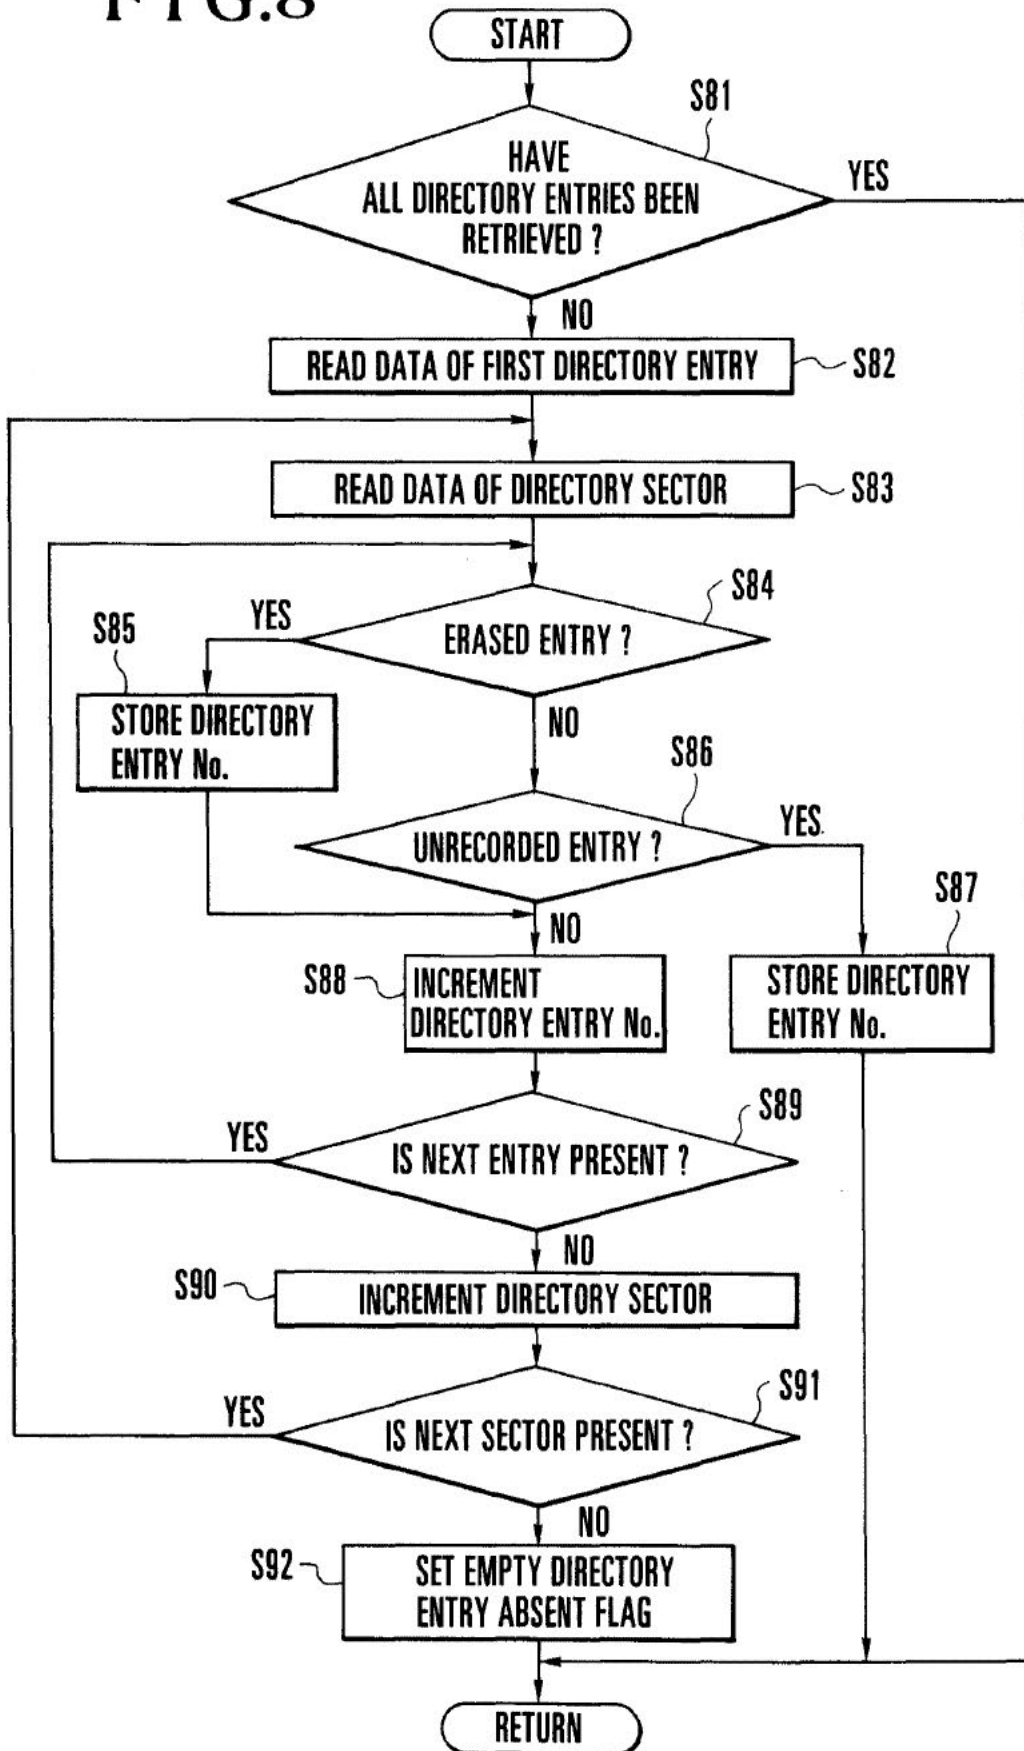 FIG.8
START
S81
HAVE
ALL DIRECTORY ENTRIES BEEN
RETRIEVED ?
YES
NO
READ DATA OF FIRST DIRECTORY ENTRY
S82
READ DATA OF DIRECTORY SECTOR
S83
S84
YES
ERASED ENTRY ?
S85
STORE DIRECTORY
ENTRY No.
NO
S86
UNRECORDED ENTRY ?
YES
S87
NO
S88
INCREMENT
DIRECTORY ENTRY No.
STORE DIRECTORY
ENTRY No.
S89
YES
IS NEXT ENTRY PRESENT ?
NO
S90
INCREMENT DIRECTORY SECTOR
S91
YES
IS NEXT SECTOR PRESENT ?
NO
S92
SET EMPTY DIRECTORY
ENTRY ABSENT FLAG
RETURN